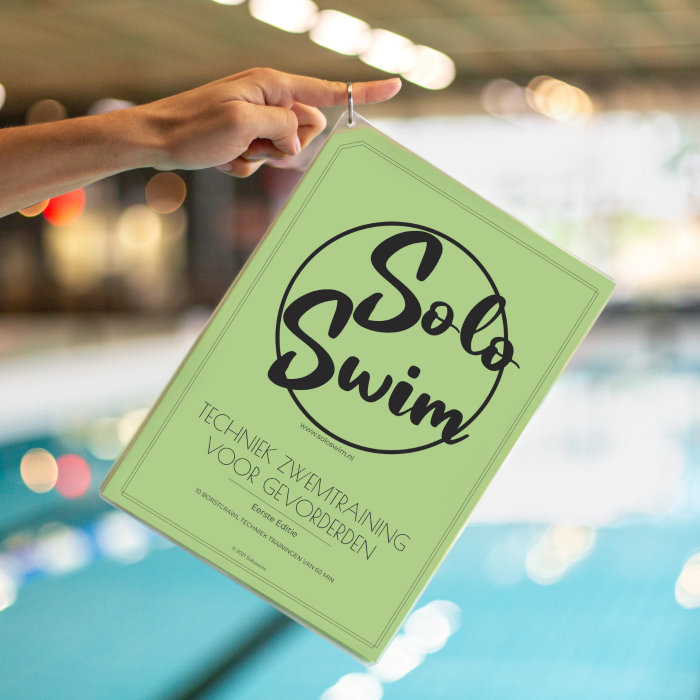 Solo
Swim
www.soloswim.nl
TECHNIEK ZWEMTRAINING
VOOR GEVORDERDEN
Eerste Editie
10 BORSTCRAWL TECHNIEK TRAININGEN VAN 60 MIN
© 2021 Soloswim